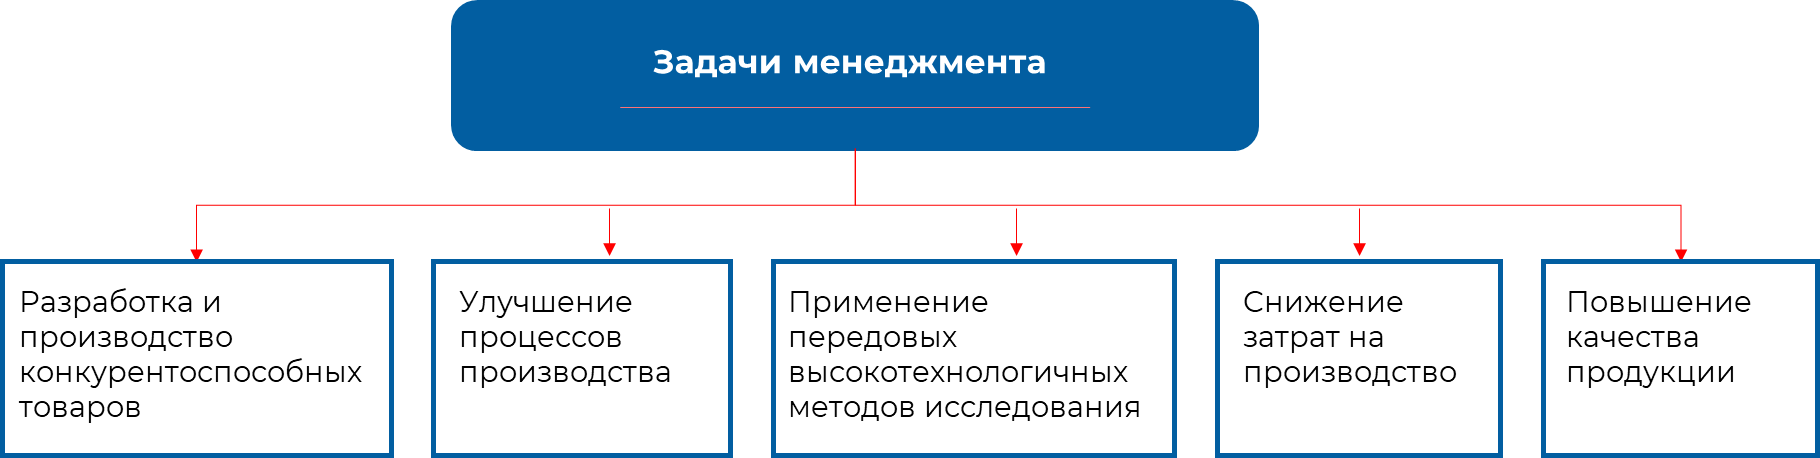 Задачи менеджмента
Разработка и
производство
конкурентоспособных
товаров
Улучшение
процессов
производства
Применение
передовых
высокотехнологичных
методов исследования
Снижение
затрат на
производство
Повышение
качества
продукции